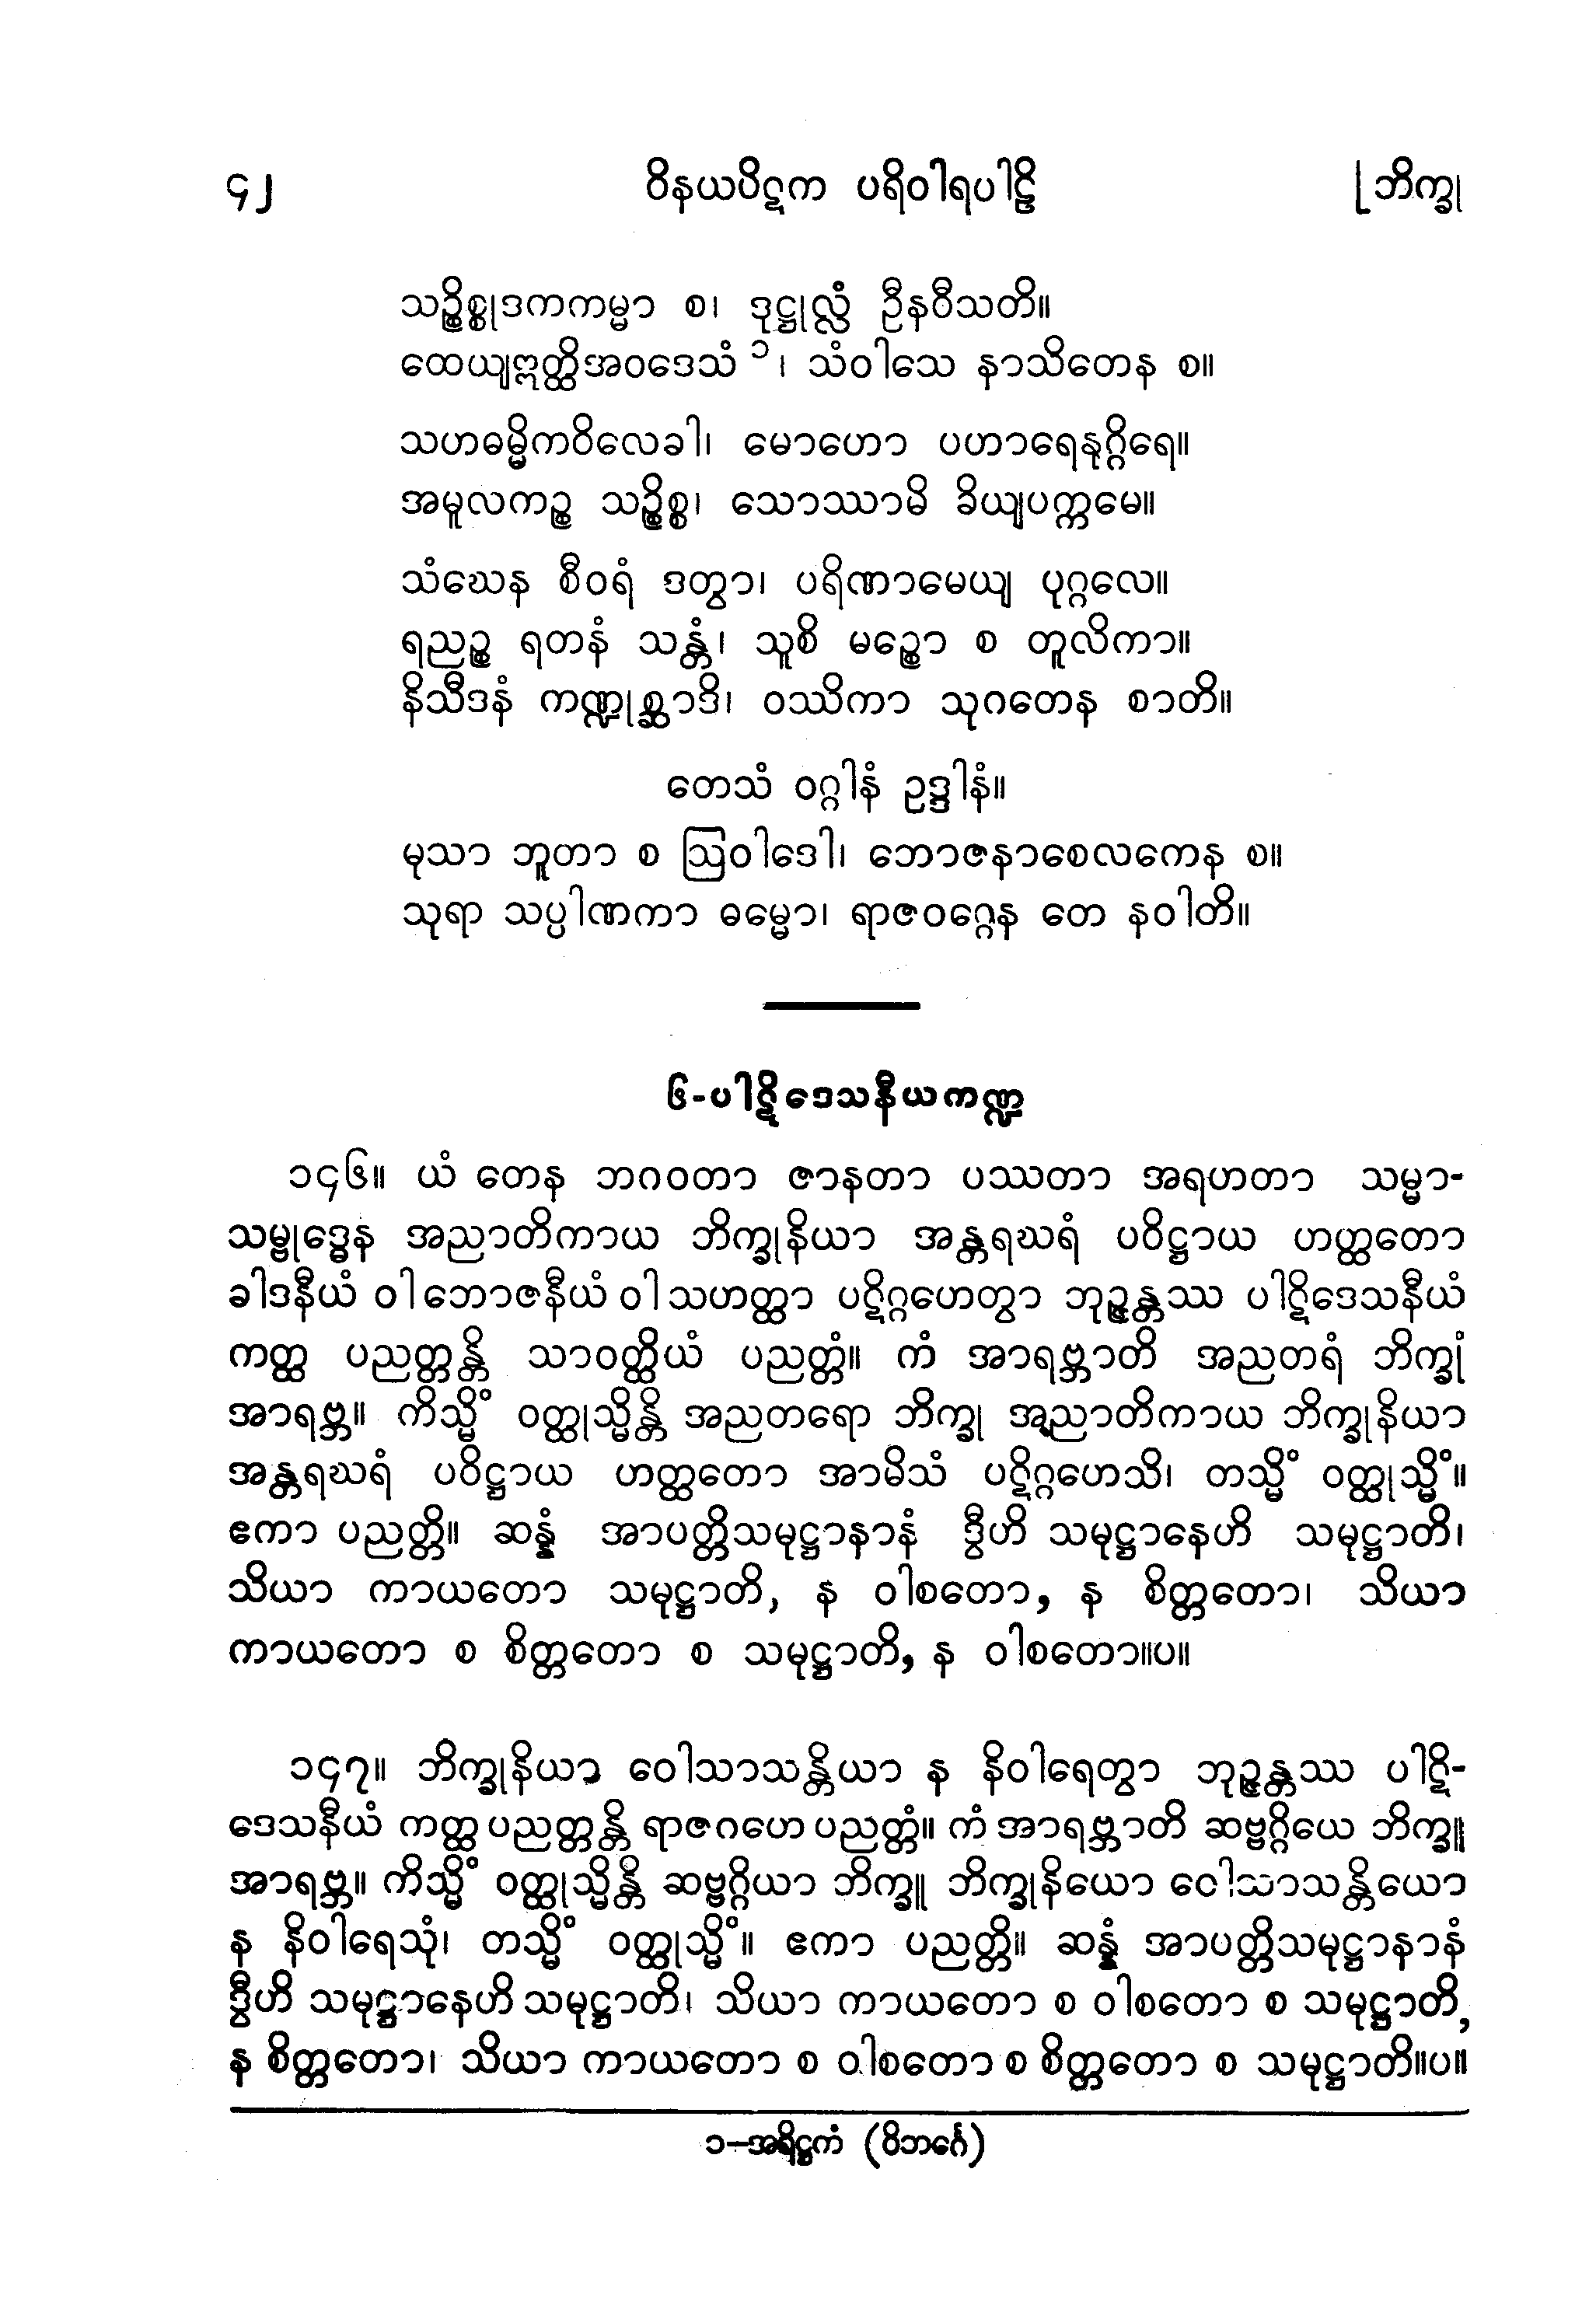 ၄၂ ဝိနယပိဋက ပရိဝါရပါဠိ [ဘိက္ခု
သဉ္စိစ္စုဒကကမ္မာ စ၊ ဒုဋ္ဌုလ္လံ ဦနဝီသတိ။
ထေယျဣတ္ထိအဝဒေသံ ၁၊ သံဝါသေ နာသိတေန စ။
သဟဓမ္မိကဝိလေခါ၊ မောဟော ပဟာရေနုဂ္ဂိရေ။
အမူလကဉ္စ သဉ္စိစ္စ၊ သောဿာမိ ခိယျပက္ကမေ။
သံဃေန စီဝရံ ဒတွာ၊ ပရိဏာမေယျ ပုဂ္ဂလေ။
ရညဉ္စ ရတနံ သန္တံ၊ သူစိ မဉ္စော စ တူလိကာ။
နိသီဒနံ ကဏ္ဍုစ္ဆာဒိ၊ ဝဿိကာ သုဂတေန စာတိ။
တေသံ ဝဂ္ဂါနံ ဥဒ္ဒါနံ။
မုသာ ဘူတာ စ ဩဝါဒေါ၊ ဘောဇနာစေလကေန စ။
သုရာ သပ္ပါဏကာ ဓမ္မော၊ ရာဇဝဂ္ဂေန တေ နဝါတိ။
၆-ပါဋိဒေသနီယကဏ္ဍ
၁၄၆။ ယံ တေန ဘဂဝတာ ဇာနတာ ပဿတာ အရဟတာ သမ္မာ-
သမ္ဗုဒ္ဓေန အညာတိကာယ ဘိက္ခုနိယာ အန္တရဃရံ ပဝိဋ္ဌာယ ဟတ္ထတော
ခါဒနီယံ ဝါ ဘောဇနီယံ ဝါ သဟတ္ထာ ပဋိဂ္ဂဟေတွာ ဘုဉ္ဇန္တဿ ပါဋိဒေသနီယံ
ကတ္ထ ပညတ္တန္တိ သာဝတ္ထိယံ ပညတ္တံ။ ကံ အာရဗ္ဘာတိ အညတရံ ဘိက္ခုံ
အာရဗ္ဘ။ ကိသ္မိံ ဝတ္ထုသ္မိန္တိ အညတရော ဘိက္ခု အညာတိကာယ ဘိက္ခုနိယာ
အန္တရဃရံ ပဝိဋ္ဌာယ ဟတ္ထတော အာမိသံ ပဋိဂ္ဂဟေသိ၊ တသ္မိံ ဝတ္ထုသ္မိံ။
ဧကာ ပညတ္တိ။ ဆန္နံ အာပတ္တိသမုဋ္ဌာနာနံ ဒွီဟိ သမုဋ္ဌာနေဟိ သမုဋ္ဌာတိ၊
သိယာ ကာယတော သမုဋ္ဌာတိ, န ဝါစတော, န စိတ္တတော၊ သိယာ
ကာယတော စ စိတ္တတော စ သမုဋ္ဌာတိ, န ဝါစတော။ပ။
၁၄၇။ ဘိက္ခုနိယာ ဝေါသာသန္တိယာ န နိဝါရေတွာ ဘုဉ္ဇန္တဿ ပါဋိ-
ဒေသနီယံ ကတ္ထ ပညတ္တန္တိ ရာဇဂဟေ ပညတ္တံ။ ကံ အာရဗ္ဘာတိ ဆဗ္ဗဂ္ဂိယေ ဘိက္ခူ
အာရဗ္ဘ။ ကိသ္မိံ ဝတ္ထုသ္မိန္တိ ဆဗ္ဗဂ္ဂိယာ ဘိက္ခူ ဘိက္ခုနိယော ဝေါသာသန္တိယော
န နိဝါရေသုံ၊ တသ္မိံ ဝတ္ထုသ္မိံ။ ဧကာ ပညတ္တိ။ ဆန္နံ အာပတ္တိသမုဋ္ဌာနာနံ
ဒွီဟိ သမုဋ္ဌာနေဟိ သမုဋ္ဌာတိ၊ သိယာ ကာယတော စ ဝါစတော စ သမုဋ္ဌာတိ,
န စိတ္တတော၊ သိယာ ကာယတော စ ဝါစတော စ စိတ္တတော စ သမုဋ္ဌာတိ။ပ။
၁-အရိဋ္ဌကံ (ဝိဘင်္ဂေ)